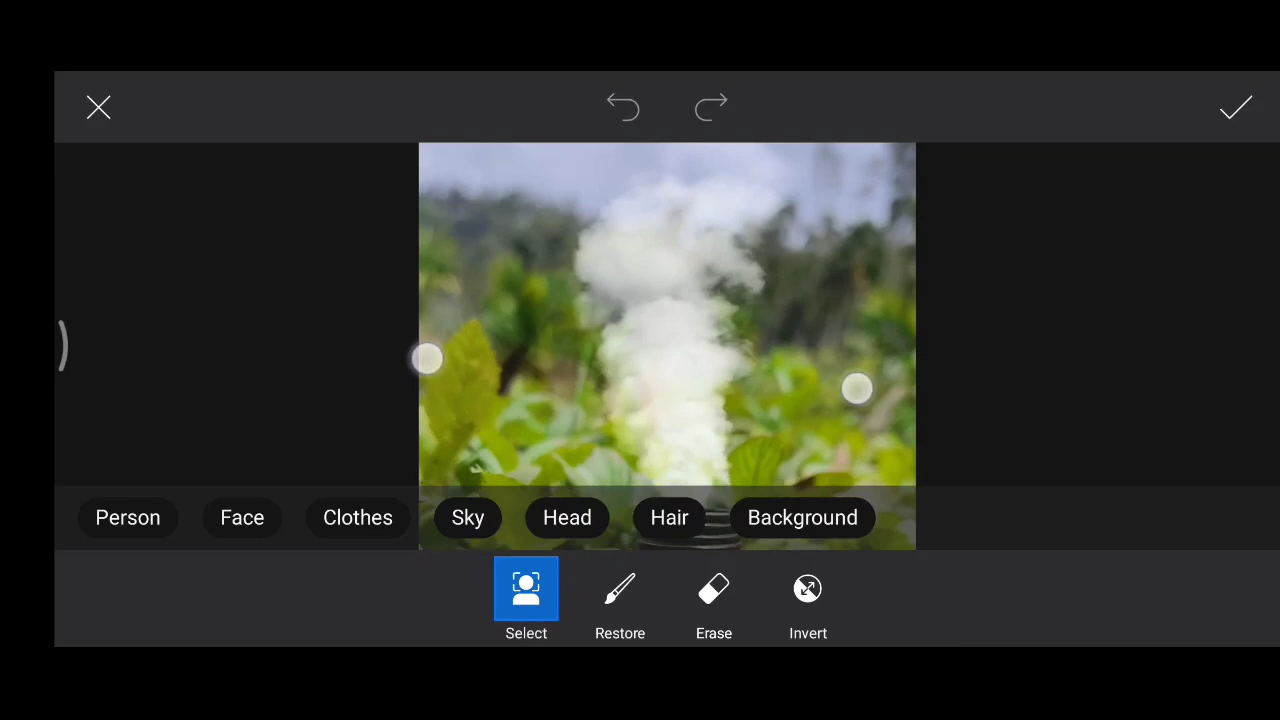 Person Face Clothes Sky Head Hair Background
Select Restore Erase Invert